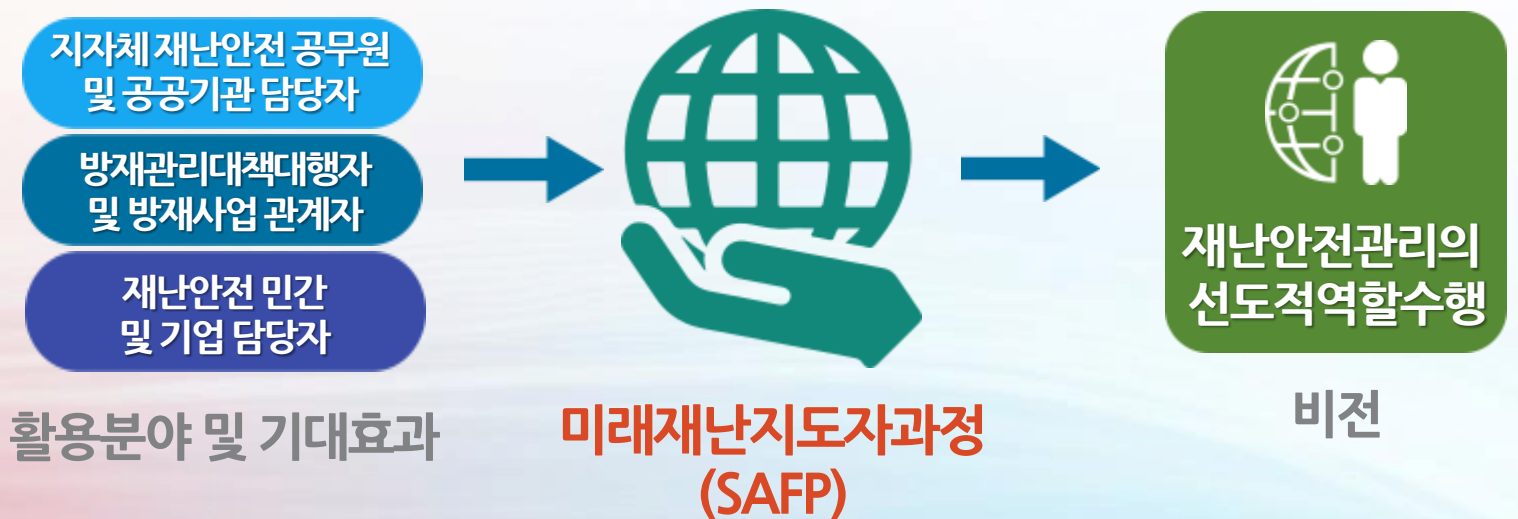 지자체 재난안전 공무원
및 공공기관 담당자
방재관리대책대행자
및 방재사업 관계자
재난안전 민간
및 기업 담당자
활용분야 및 기대효과
미래재난지도자과정
(SAFP)
재난안전관리의
선도적역할수행
비전